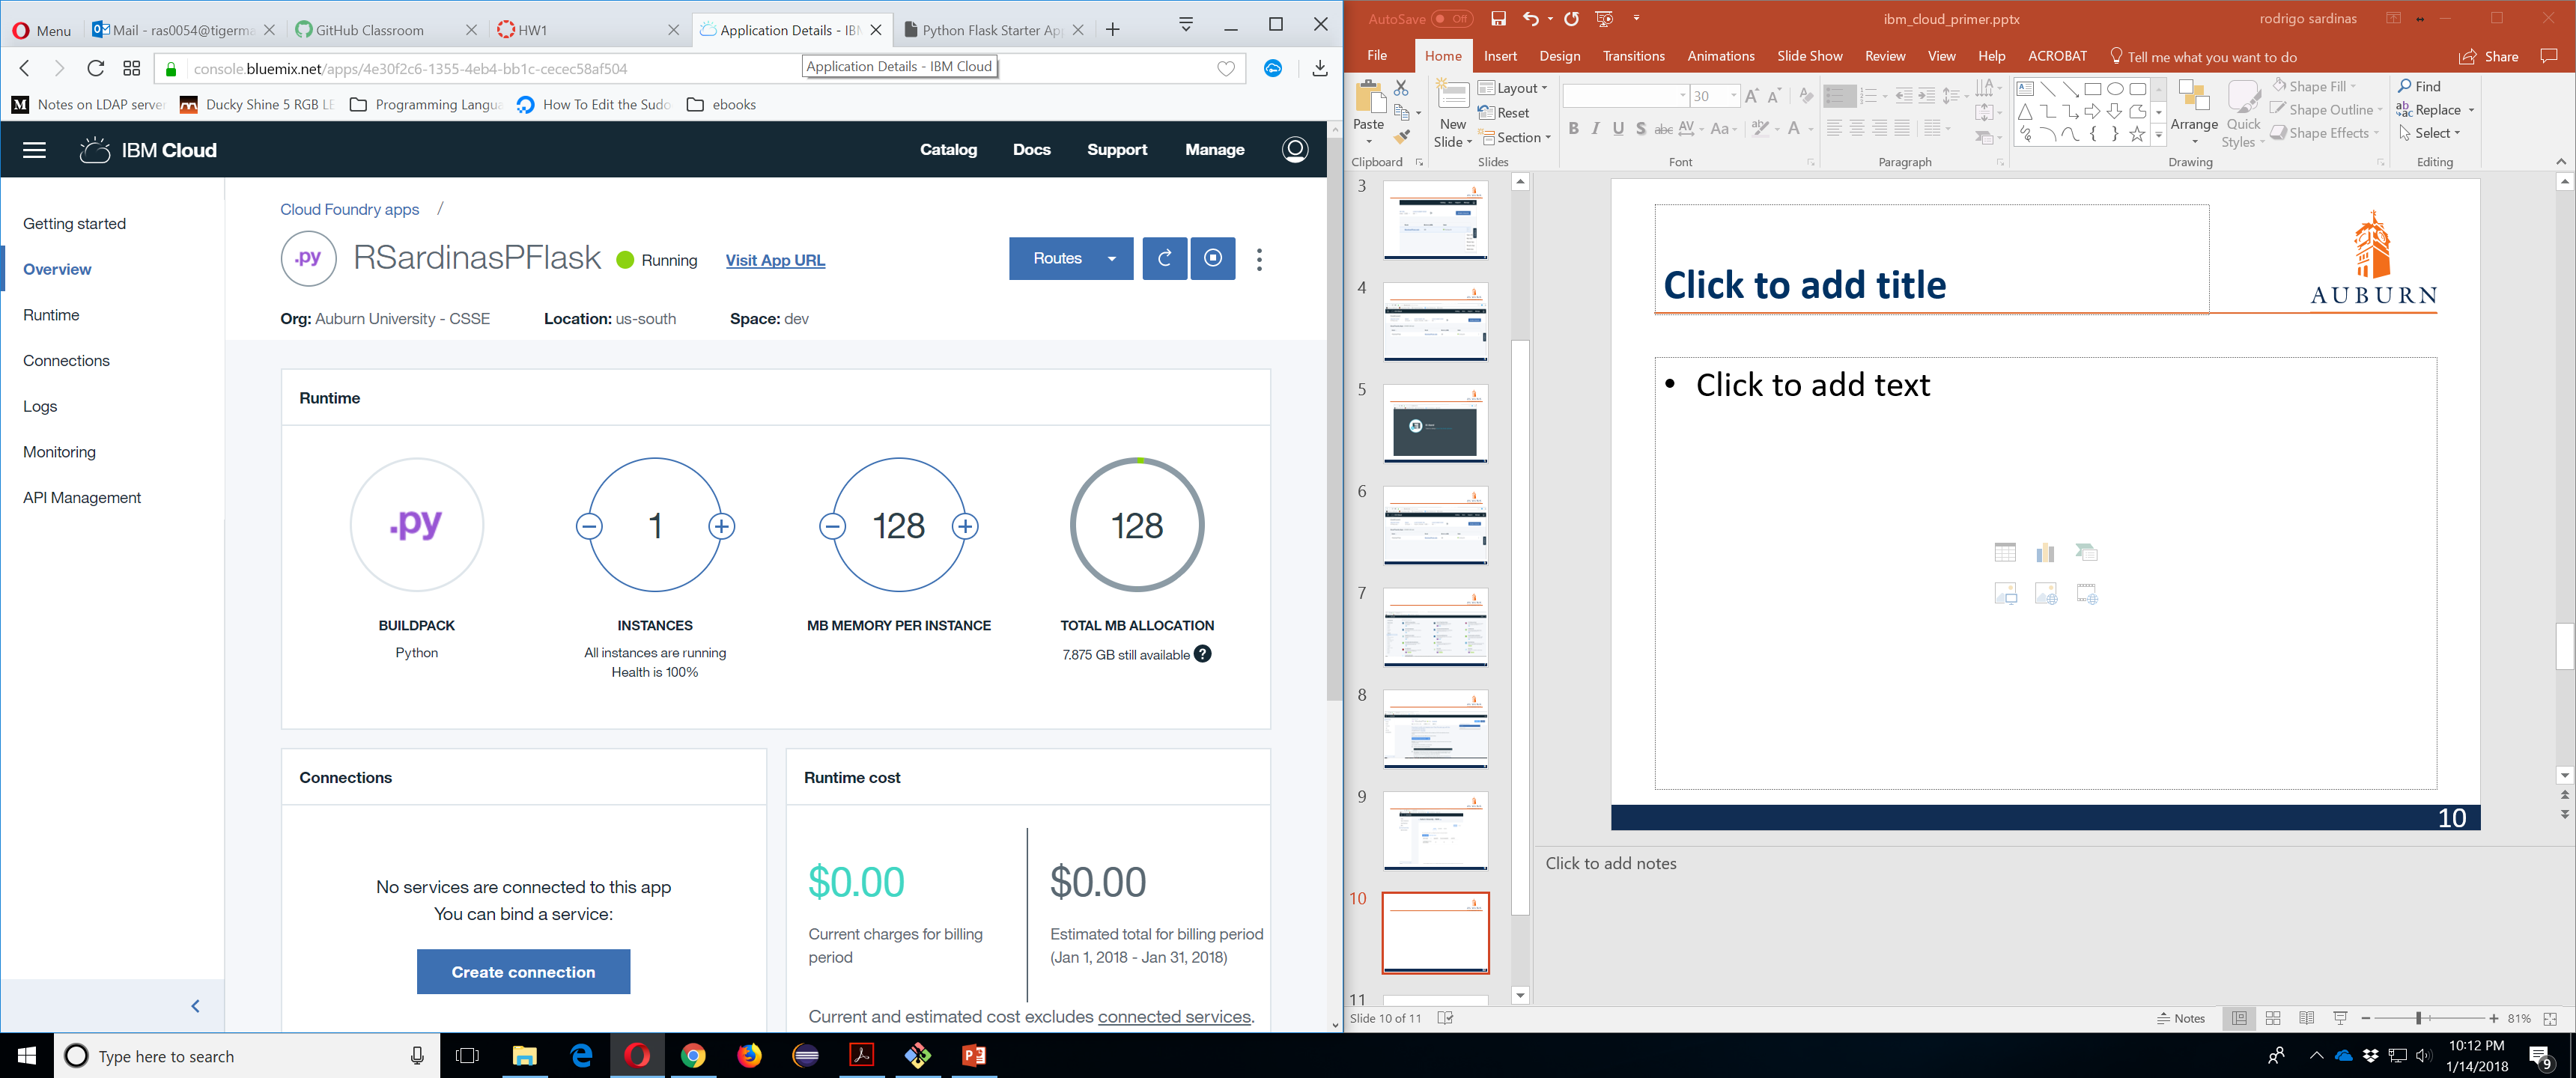 Menu
Mail - ras0054@tigerma
GitHub Classroom
HW1
Application Details - IBM
Python Flask Starter Ap
console.bluemix.net/apps/4e30f2c6-1355-4eb4-bb1c-cecec58af504
Application Details - IBM Cloud
Notes on LDAP server
Ducky Shine 5 RGB LE
Programming Langua
How To Edit the Sudo
ebooks
IBM Cloud
Catalog
Docs
Support
Manage
Getting started
Overview
Runtime
Connections
Logs
Monitoring
API Management
Cloud Foundry apps /
.py
RSardinasPFlask
Running
Visit App URL
Routes
Org: Auburn University - CSSE
Location: us-south
Space: dev
Runtime
.py
1
128
128
BUILDPACK
Python
INSTANCES
All instances are running
Health is 100%
MB MEMORY PER INSTANCE
TOTAL MB ALLOCATION
7.875 GB still available ?
Connections
No services are connected to this app
You can bind a service:
Create connection
Runtime cost
$0.00
Current charges for billing
period
$0.00
Estimated total for billing period
(Jan 1, 2018 - Jan 31, 2018)
Current and estimated cost excludes connected services.
AutoSave Off
ibm_cloud_primer.pptx
rodrigo sardinas
File
Home
Insert
Design
Transitions
Animations
Slide Show
Review
View
Help
ACROBAT
Tell me what you want to do
Share
Paste
Clipboard
New
Slide
Layout
Reset
Section
Slides
30
B I U S abc AV Aa A
Font
Paragraph
Arrange
Quick
Styles
Shape Fill
Shape Outline
Shape Effects
Drawing
Find
Replace
Select
Editing
3
4
5
6
7
8
9
10
11
Click to add title
AUBURN
• Click to add text
10
Click to add notes
Slide 10 of 11
Notes
81%
Type here to search
10:12 PM
1/14/2018
9